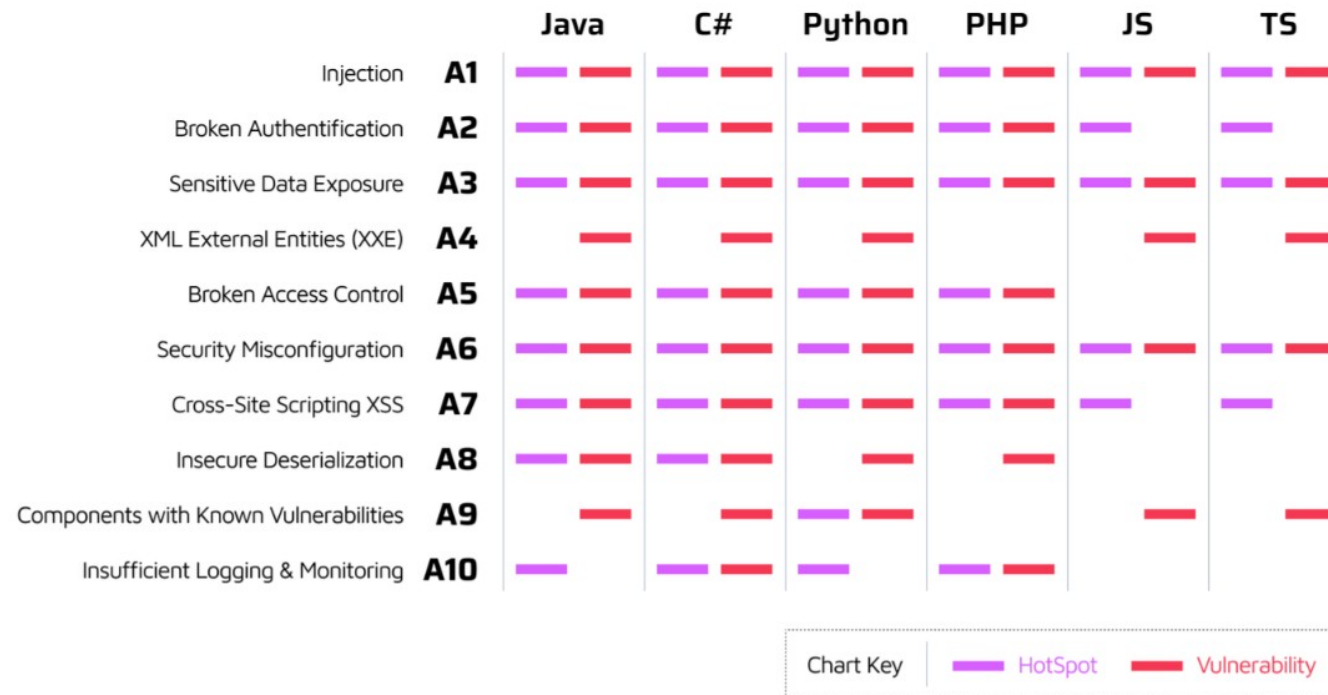 Java C# Python PHP JS TS
Injection A1
Broken Authentification A2
Sensitive Data Exposure A3
XML External Entities (XXE) A4
Broken Access Control A5
Security Misconfiguration A6
Cross-Site Scripting XSS A7
Insecure Deserialization A8
Components with Known Vulnerabilities A9
Insufficient Logging & Monitoring A10
Chart Key HotSpot Vulnerability